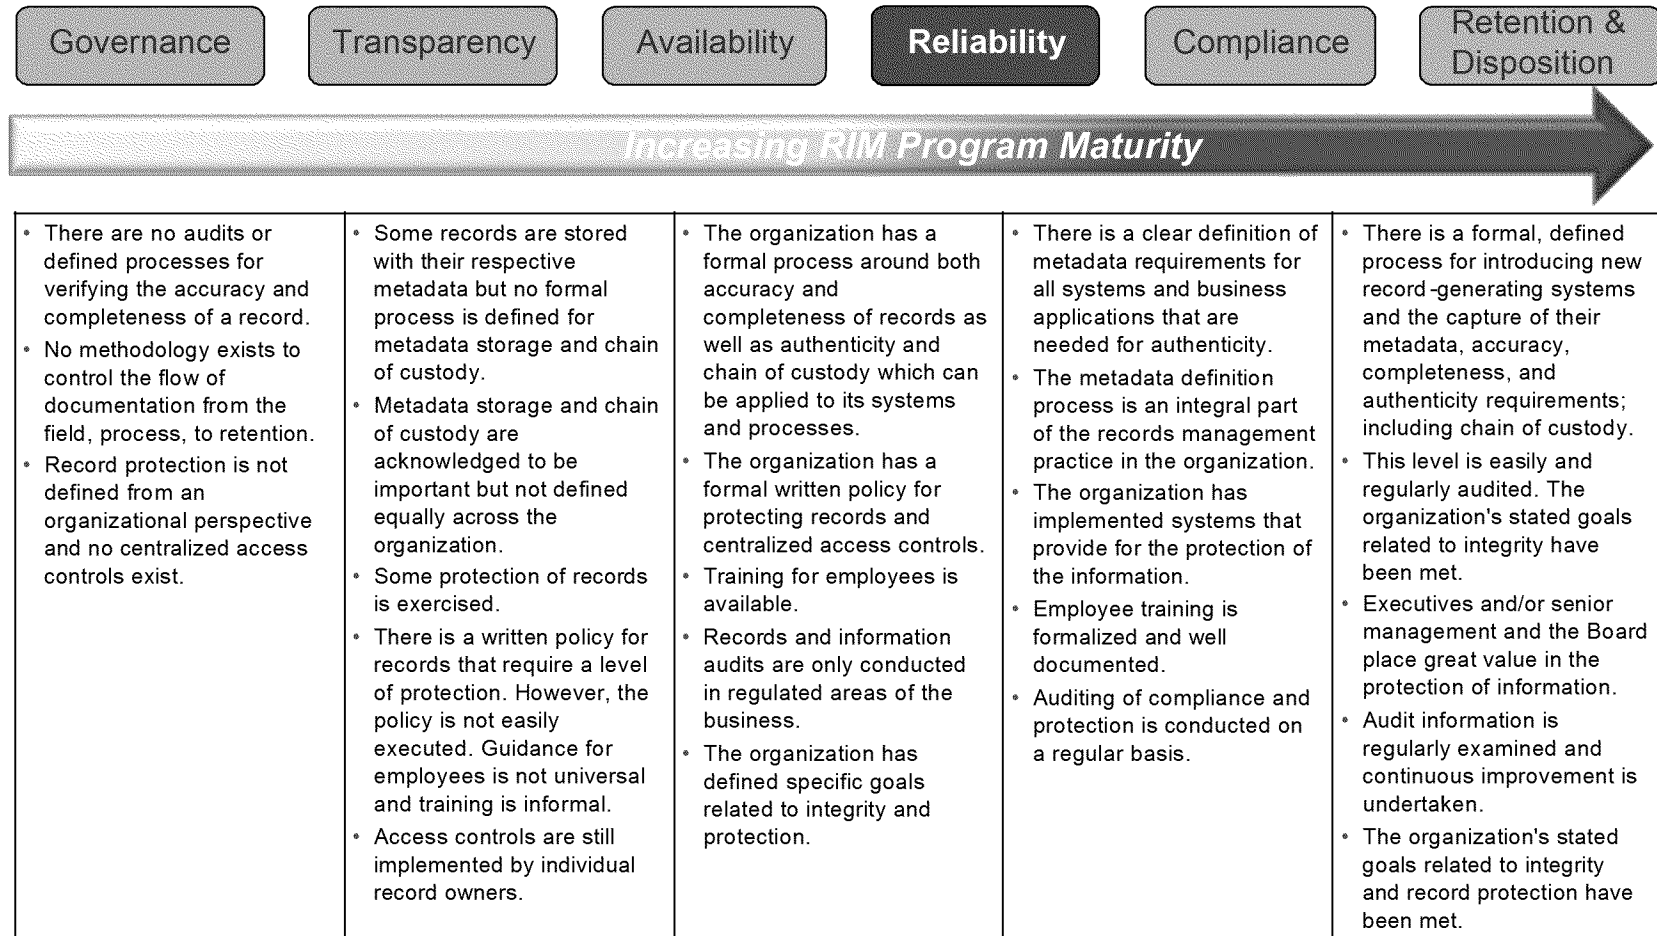 Governance
Transparency
Availability
Reliability
Compliance
Retention &
Disposition
Increasing RIM Program Maturity
• There are no audits or
defined processes for
verifying the accuracy and
completeness of a record.
• No methodology exists to
control the flow of
documentation from the
field, process, to retention.
• Record protection is not
defined from an
organizational perspective
and no centralized access
controls exist.
• Some records are stored
with their respective
metadata but no formal
process is defined for
metadata storage and chain
of custody.
• Metadata storage and chain
of custody are
acknowledged to be
important but not defined
equally across the
organization.
• Some protection of records
is exercised.
• There is a written policy for
records that require a level
of protection. However, the
policy is not easily
executed. Guidance for
employees is not universal
and training is informal.
• Access controls are still
implemented by individual
record owners.
• The organization has a
formal process around both
accuracy and
completeness of records as
well as authenticity and
chain of custody which can
be applied to its systems
and processes.
• The organization has a
formal written policy for
protecting records and
centralized access controls.
• Training for employees is
available.
• Records and information
audits are only conducted
in regulated areas of the
business.
• The organization has
defined specific goals
related to integrity and
protection.
• There is a clear definition of
metadata requirements for
all systems and business
applications that are
needed for authenticity.
• The metadata definition
process is an integral part
of the records management
practice in the organization.
• The organization has
implemented systems that
provide for the protection of
the information.
• Employee training is
formalized and well
documented.
• Auditing of compliance and
protection is conducted on
a regular basis.
• There is a formal, defined
process for introducing new
record-generating systems
and the capture of their
metadata, accuracy,
completeness, and
authenticity requirements;
including chain of custody.
• This level is easily and
regularly audited. The
organization's stated goals
related to integrity have
been met.
• Executives and/or senior
management and the Board
place great value in the
protection of information.
• Audit information is
regularly examined and
continuous improvement is
undertaken.
• The organization's stated
goals related to integrity
and record protection have
been met.